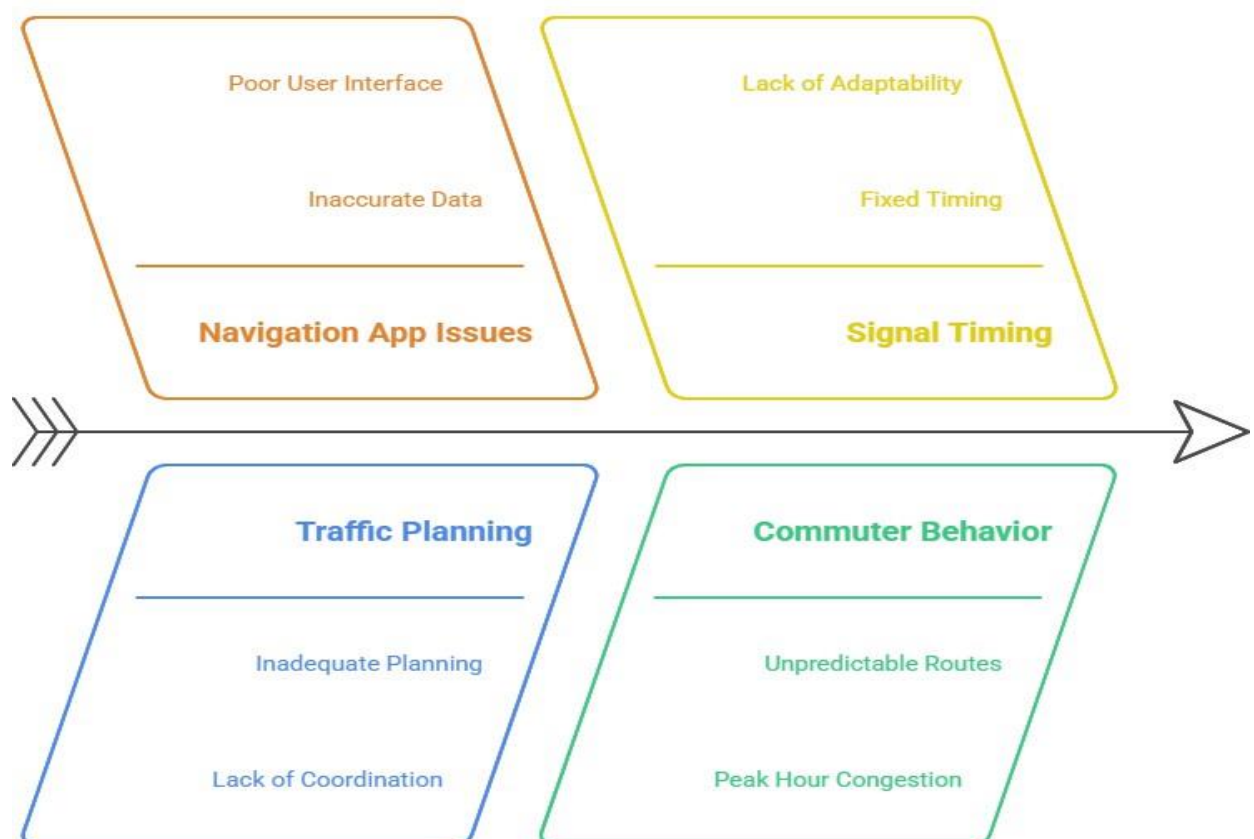 Poor User Interface
Inaccurate Data
Navigation App Issues
Lack of Adaptability
Fixed Timing
Signal Timing
Traffic Planning
Inadequate Planning
Lack of Coordination
Commuter Behavior
Unpredictable Routes
Peak Hour Congestion